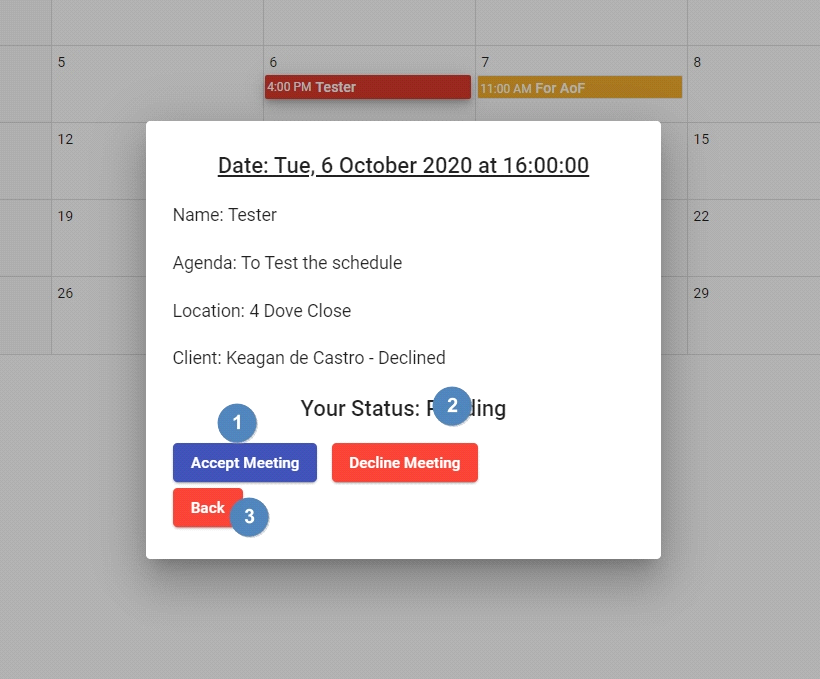 5
6
7
8
4:00 PM Tester
11:00 AM For AoF
12
15
Date: Tue, 6 October 2020 at 16:00:00
Name: Tester
19
22
Agenda: To Test the schedule
26
29
Location: 4 Dove Close
Client: Keagan de Castro - Declined
Your Status:
2
1
Accept Meeting
Decline Meeting
Back
3